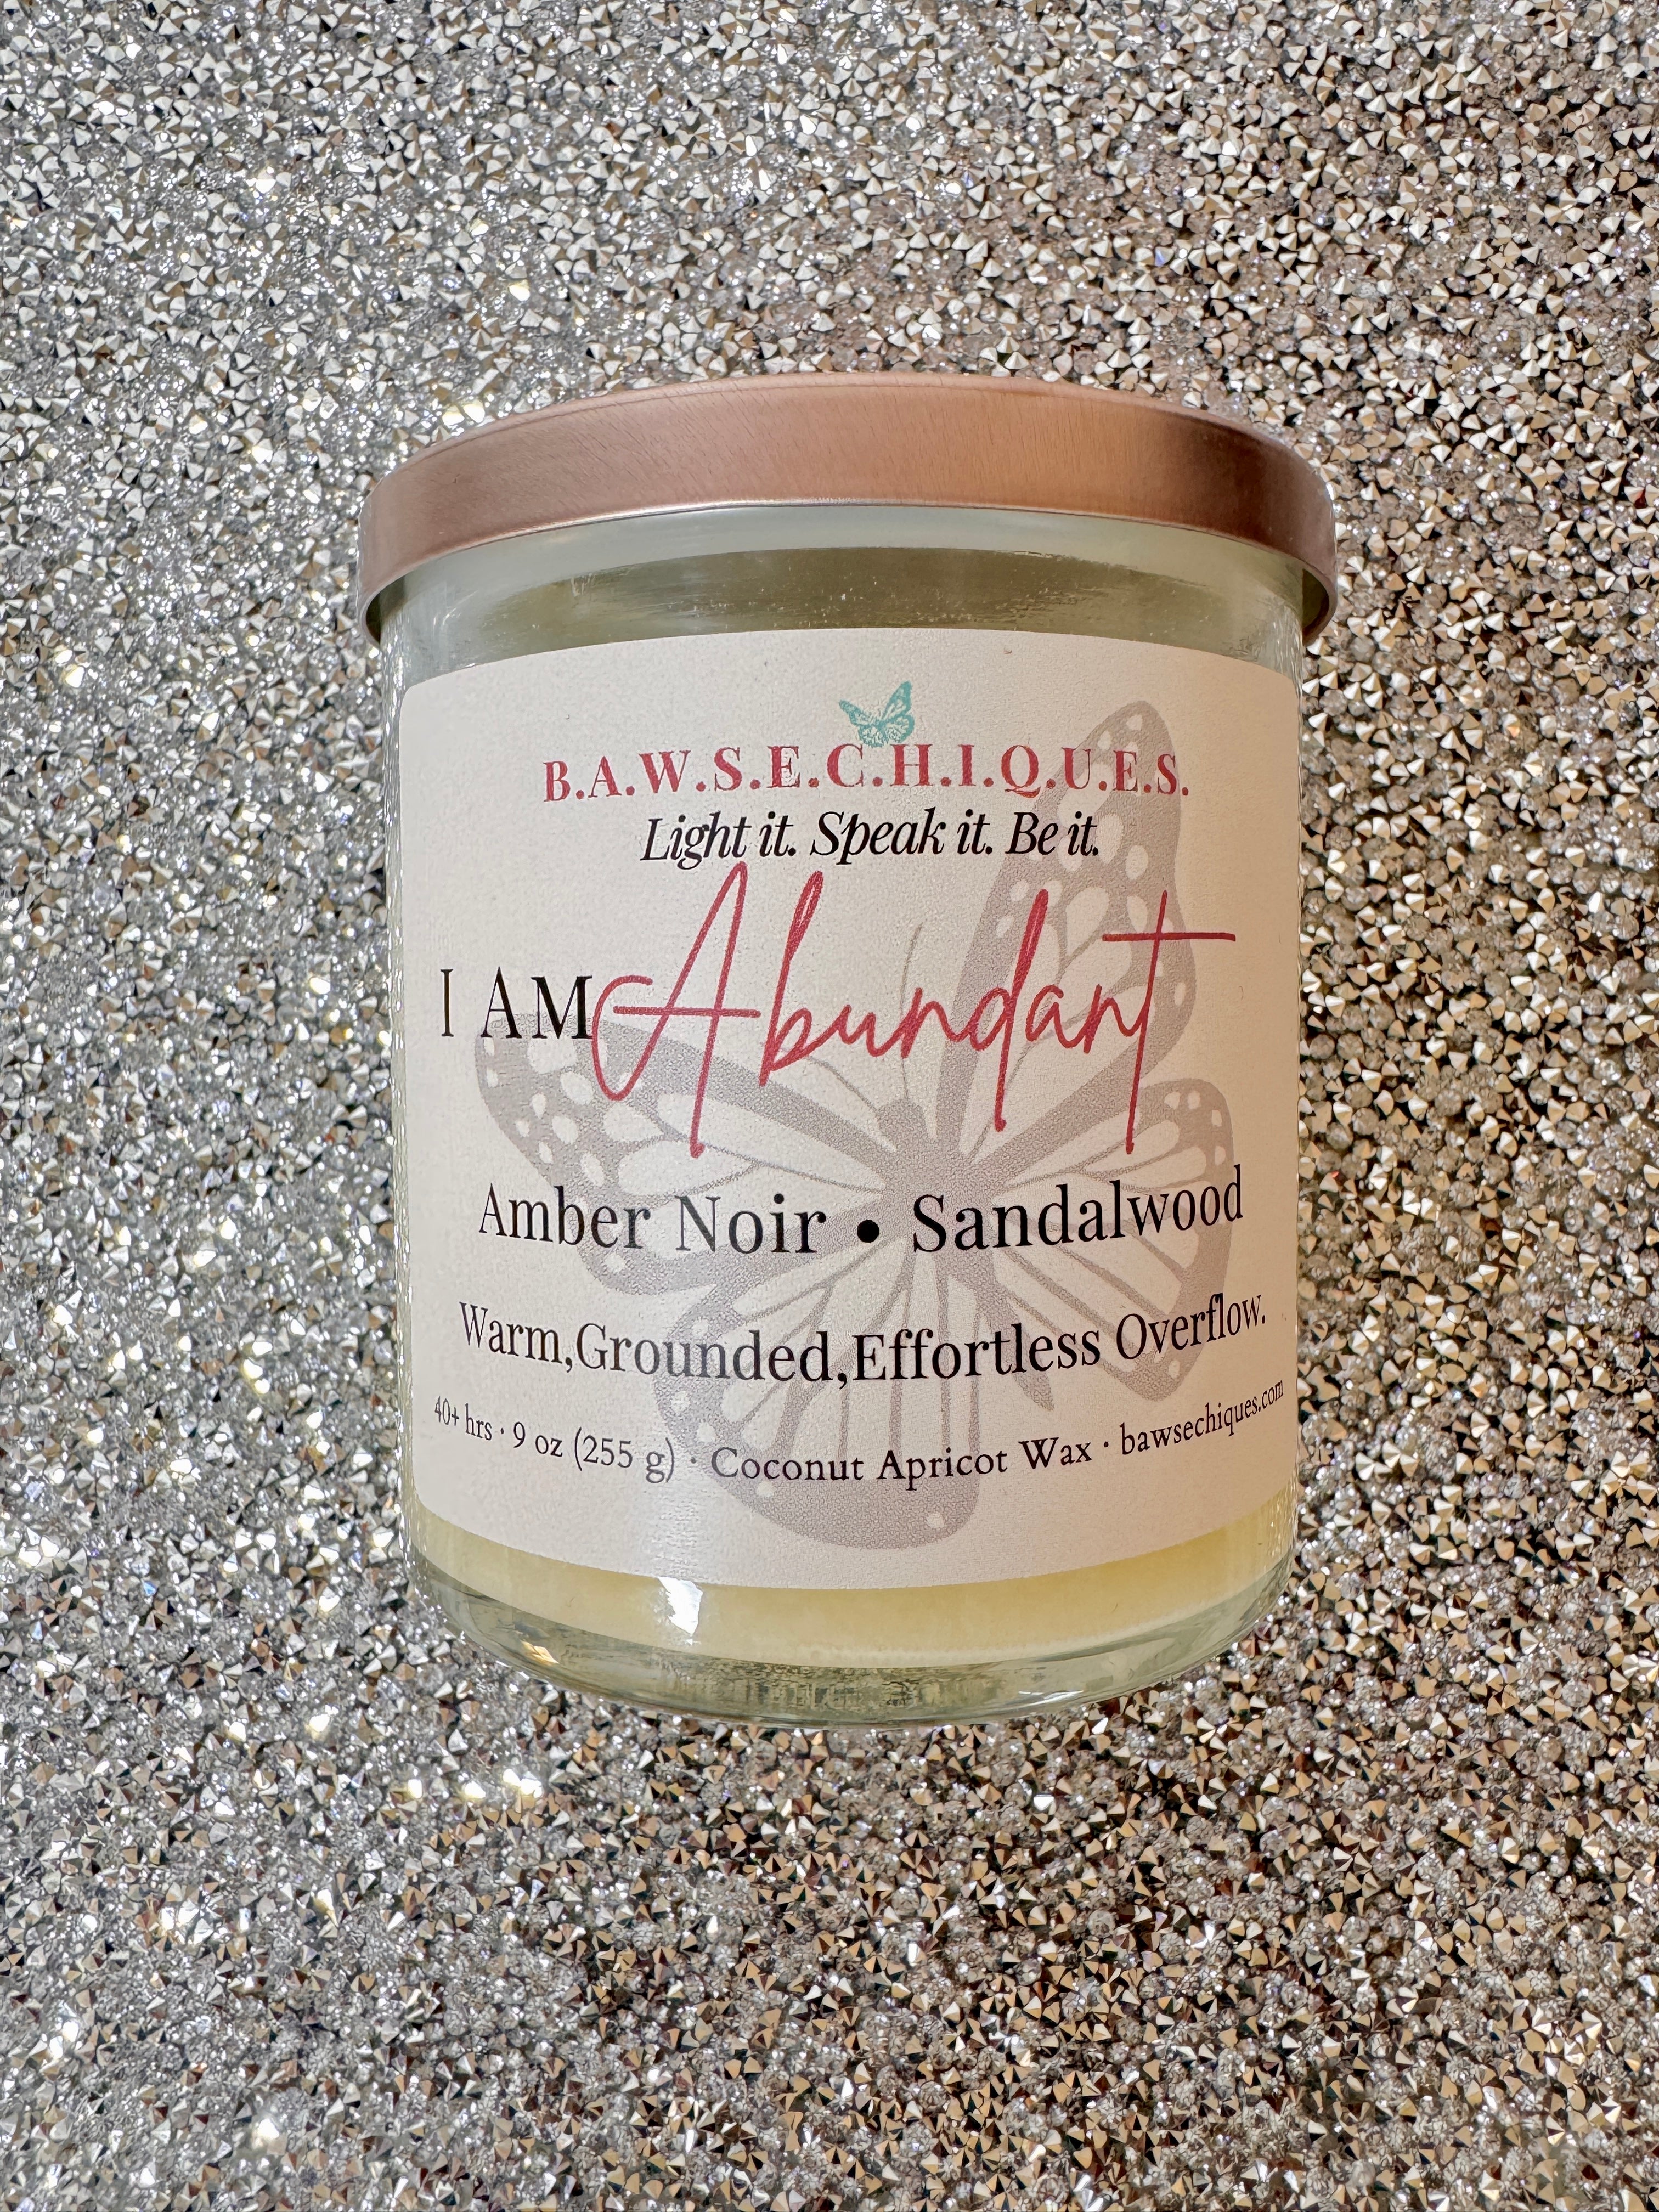 B.A.W.S.E.C.H.I.Q.U.E.S.
Light it. Speak it. Be it.
I AM Abundant
Amber Noir • Sandalwood
Warm,Grounded,Effortless Overflow.
40+ hrs · 9 oz (255 g) · Coconut Apricot Wax · bawsechiques.com